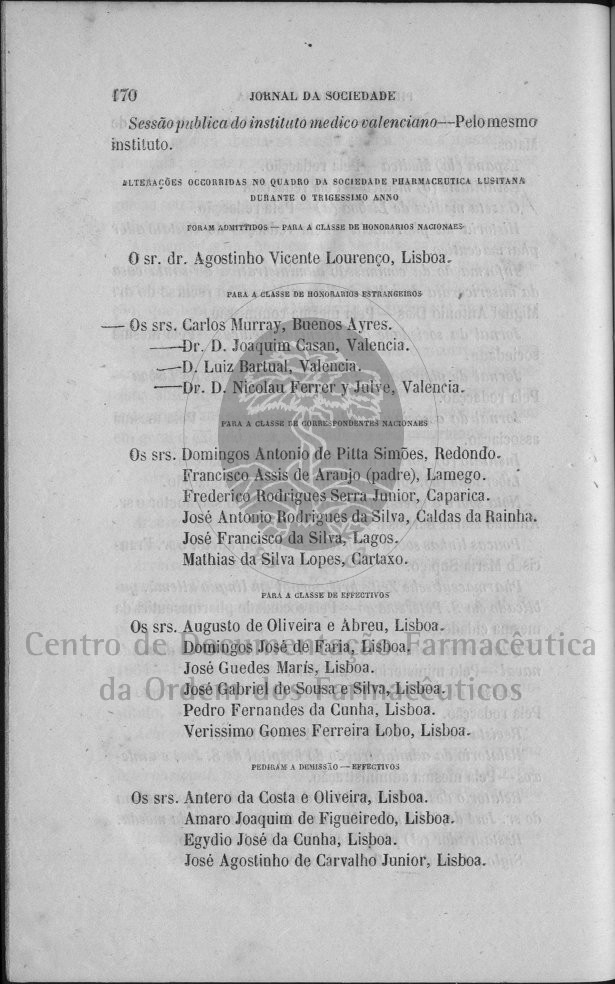 170 JORNAL DA SOCIEDADE
Sessão publica do instituto medico valenciano—Pelo mesmo
instituto.
ALTERAÇÕES OCCORRIDAS NO QUADRO DA SOCIEDADE PHARMACEUTICA LUSITANA
DURANTE O TRIGESSIMO ANNO
FORAM ADMITTIDOS — PARA A CLASSE DE HONORARIOS NACIONAES
O sr. dr. Agostinho Vicente Lourenço, Lisboa.
PARA A CLASSE DE HONORARIOS ESTRANGEIROS
— Os srs. Carlos Murray, Buenos Ayres.
—Dr. D. Joaquim Casan, Valencia.
—D. Luiz Bartual, Valencia.
—Dr. D. Nicolau Ferrer y Julve, Valencia.
PARA A CLASSE DE CORRESPONDENTES NACIONAES
Os srs. Domingos Antonio de Pitta Simões, Redondo.
Francisco Assis de Araujo (padre), Lamego.
Frederico Rodrigues Serra Junior, Caparica.
José Antonio Rodrigues da Silva, Caldas da Rainha.
José Francisco da Silva, Lagos.
Mathias da Silva Lopes, Cartaxo.
PARA A CLASSE DE EFFECTIVOS
Os srs. Augusto de Oliveira e Abreu, Lisboa.
Domingos José de Faria, Lisboa.
José Guedes Marís, Lisboa.
José Gabriel de Sousa e Silva, Lisboa.
Pedro Fernandes da Cunha, Lisboa.
Verissimo Gomes Ferreira Lobo, Lisboa.
PEDIRAM A DEMISSÃO — EFFECTIVOS
Os srs. Antero da Costa e Oliveira, Lisboa.
Amaro Joaquim de Figueiredo, Lisboa.
Egydio José da Cunha, Lisboa.
José Agostinho de Carvalho Junior, Lisboa.
Centro de Documentação Farmacêutica
da Ordem dos Farmacêuticos